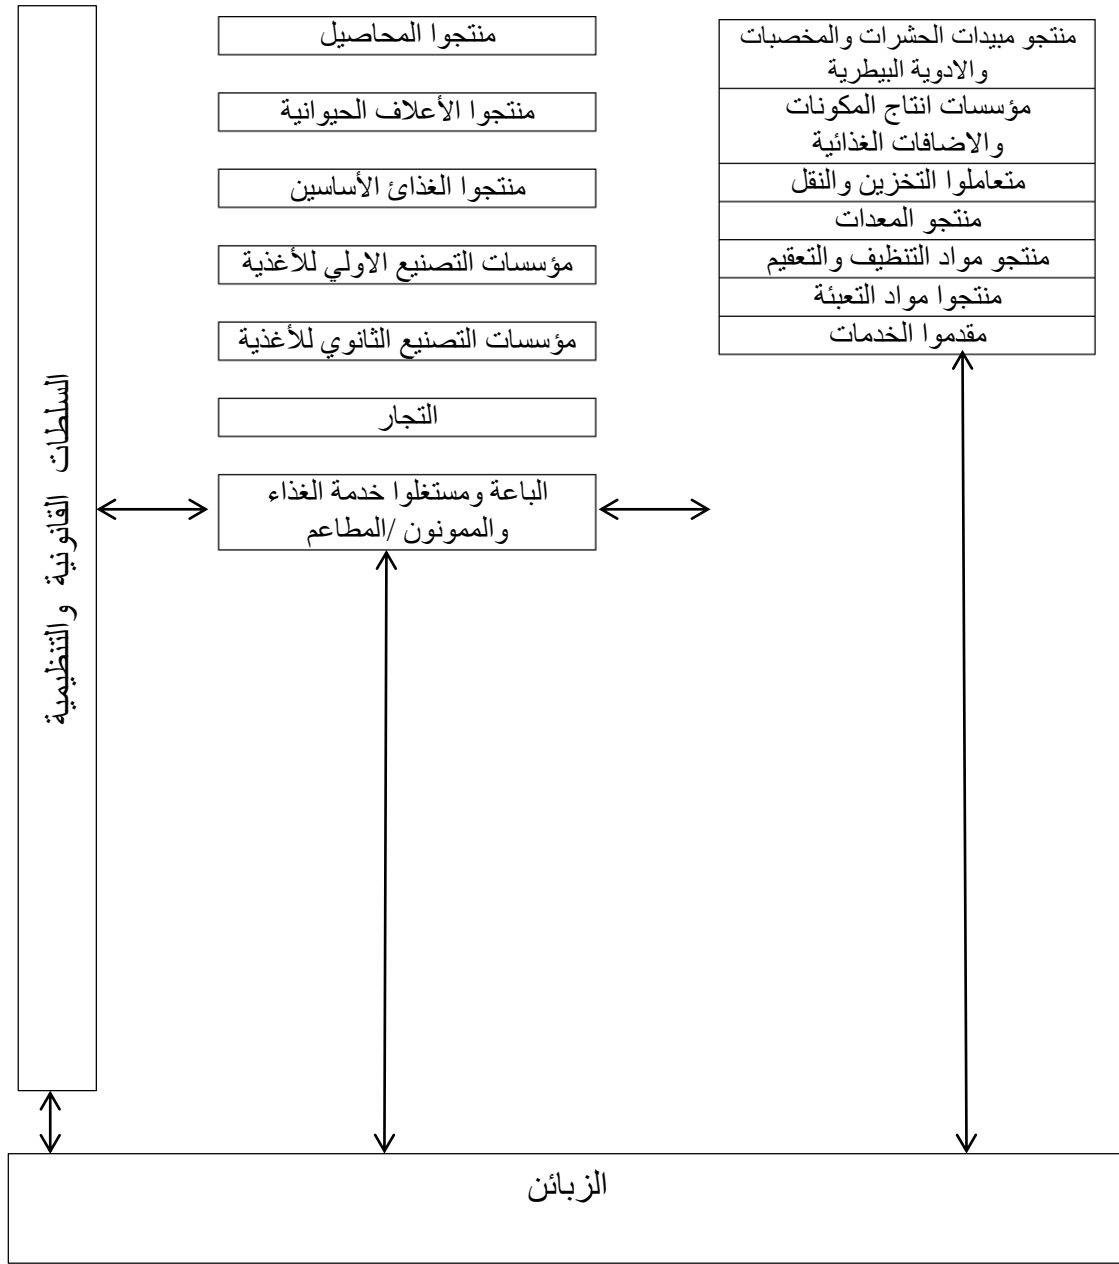 منتجو مبيدات الحشرات والمخصبات
والادوية البيطرية
مؤسسات انتاج المكونات
والاضافات الغذائية
متعاملوا التخزين والنقل
منتجو المعدات
منتجو مواد التنظيف والتعقيم
منتجوا مواد التعبئة
مقدموا الخدمات
منتجوا المحاصيل
منتجوا الأعلاف الحيوانية
منتجوا الغذائ الأساسين
مؤسسات التصنيع الاولي للأغذية
مؤسسات التصنيع الثانوي للأغذية
التجار
الباعة ومستغلوا خدمة الغذاء
والممونون /المطاعم
السلطات القانونية والتنظيمية
الزبائن